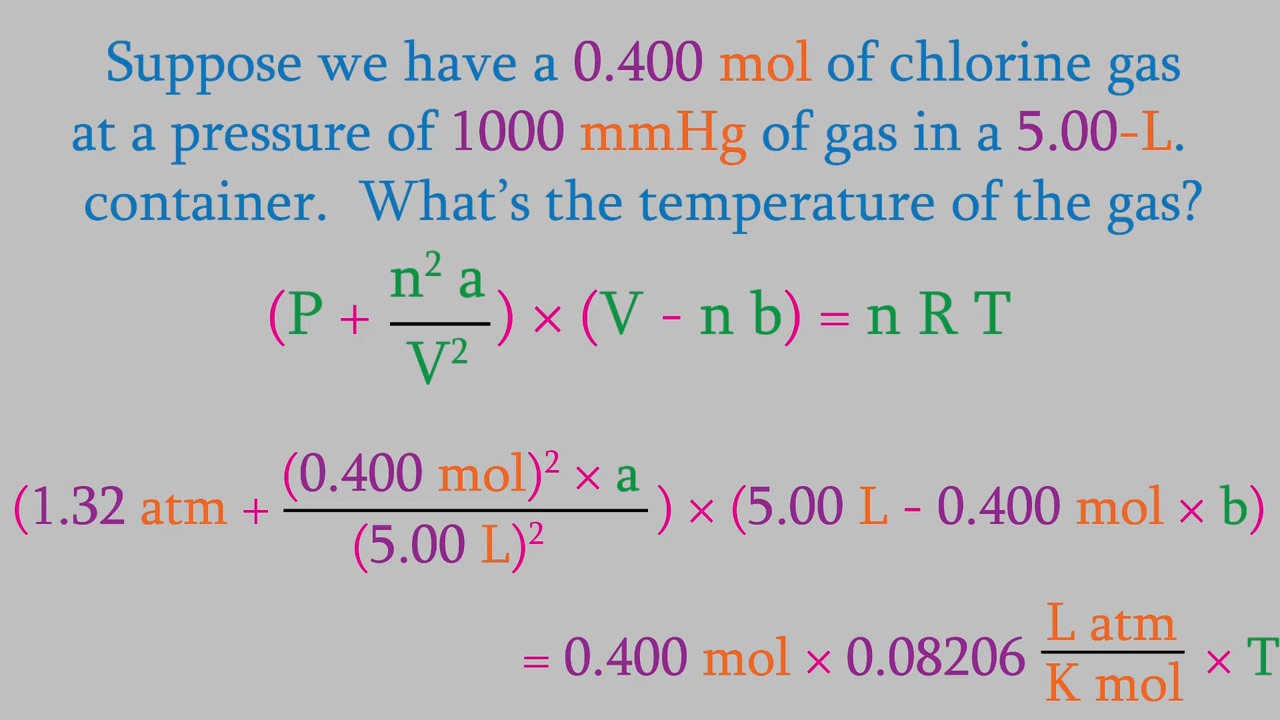 Suppose we have a 0.400 mol of chlorine gas
at a pressure of 1000 mmHg of gas in a 5.00-L.
container. What’s the temperature of the gas?
(P + n² a / V²) × (V - n b) = n R T
(1.32 atm + (0.400 mol)² × a / (5.00 L)²) × (5.00 L - 0.400 mol × b)
= 0.400 mol × 0.08206 L atm / K mol × T